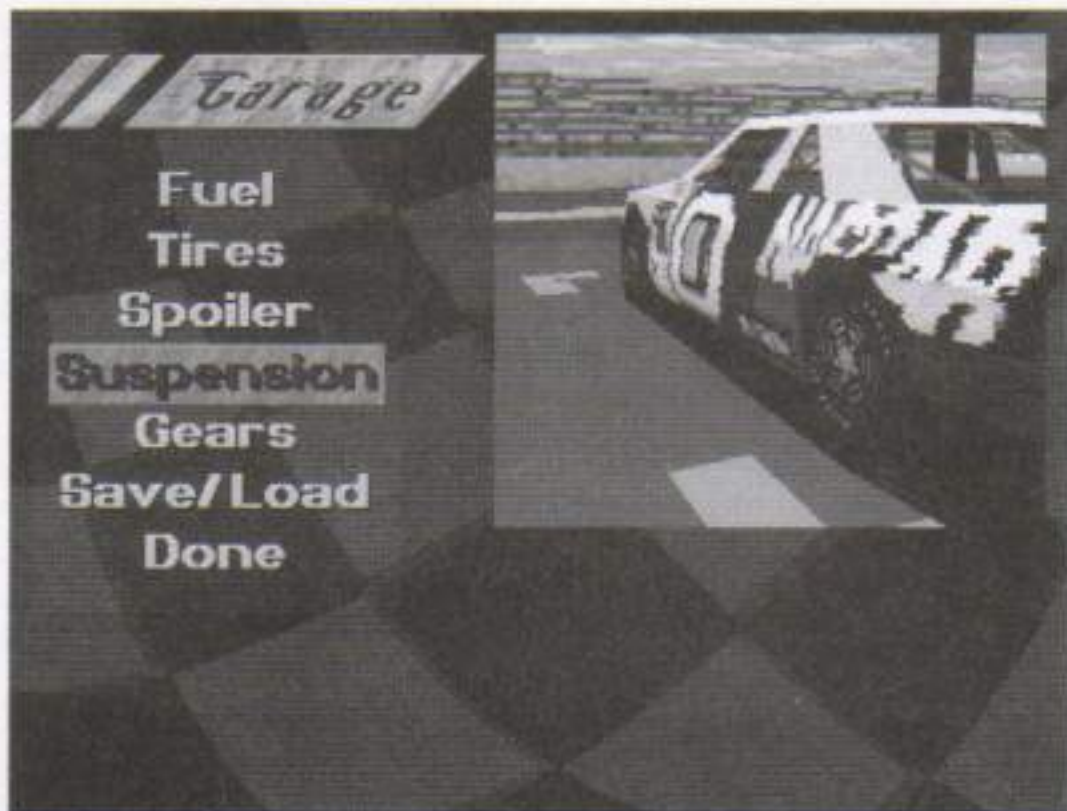 Garage
Fuel
Tires
Spoiler
Suspension
Gears
Save/Load
Done